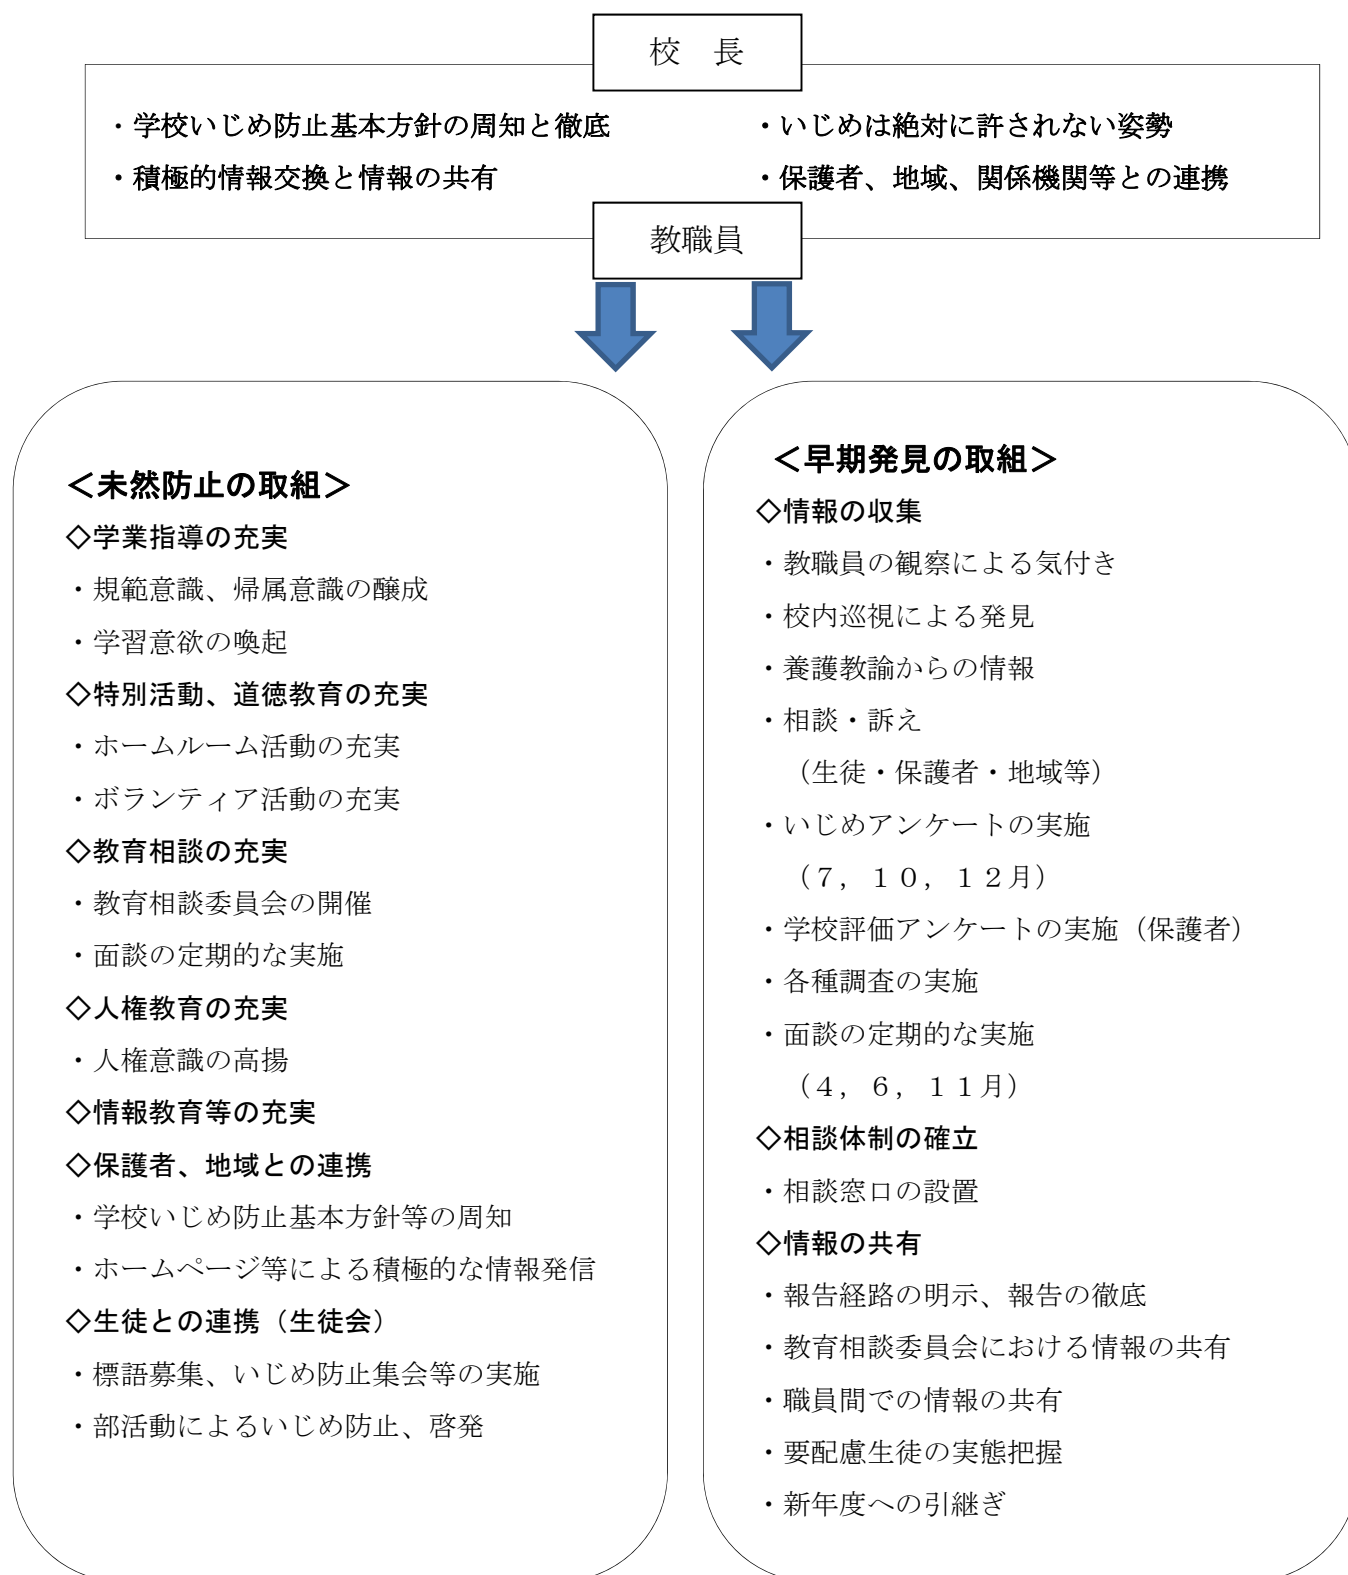 校　長
・学校いじめ防止基本方針の周知と徹底
・いじめは絶対に許されない姿勢
・積極的情報交換と情報の共有
・保護者、地域、関係機関等との連携
教職員
＜未然防止の取組＞
◇学業指導の充実
・規範意識、帰属意識の醸成
・学習意欲の喚起
◇特別活動、道徳教育の充実
・ホームルーム活動の充実
・ボランティア活動の充実
◇教育相談の充実
・教育相談委員会の開催
・面談の定期的な実施
◇人権教育の充実
・人権意識の高揚
◇情報教育等の充実
◇保護者、地域との連携
・学校いじめ防止基本方針等の周知
・ホームページ等による積極的な情報発信
◇生徒との連携（生徒会）
・標語募集、いじめ防止集会等の実施
・部活動によるいじめ防止、啓発
＜早期発見の取組＞
◇情報の収集
・教職員の観察による気付き
・校内巡視による発見
・養護教諭からの情報
・相談・訴え
（生徒・保護者・地域等）
・いじめアンケートの実施
（７，１０，１２月）
・学校評価アンケートの実施（保護者）
・各種調査の実施
・面談の定期的な実施
（４，６，１１月）
◇相談体制の確立
・相談窓口の設置
◇情報の共有
・報告経路の明示、報告の徹底
・教育相談委員会における情報の共有
・職員間での情報の共有
・要配慮生徒の実態把握
・新年度への引継ぎ